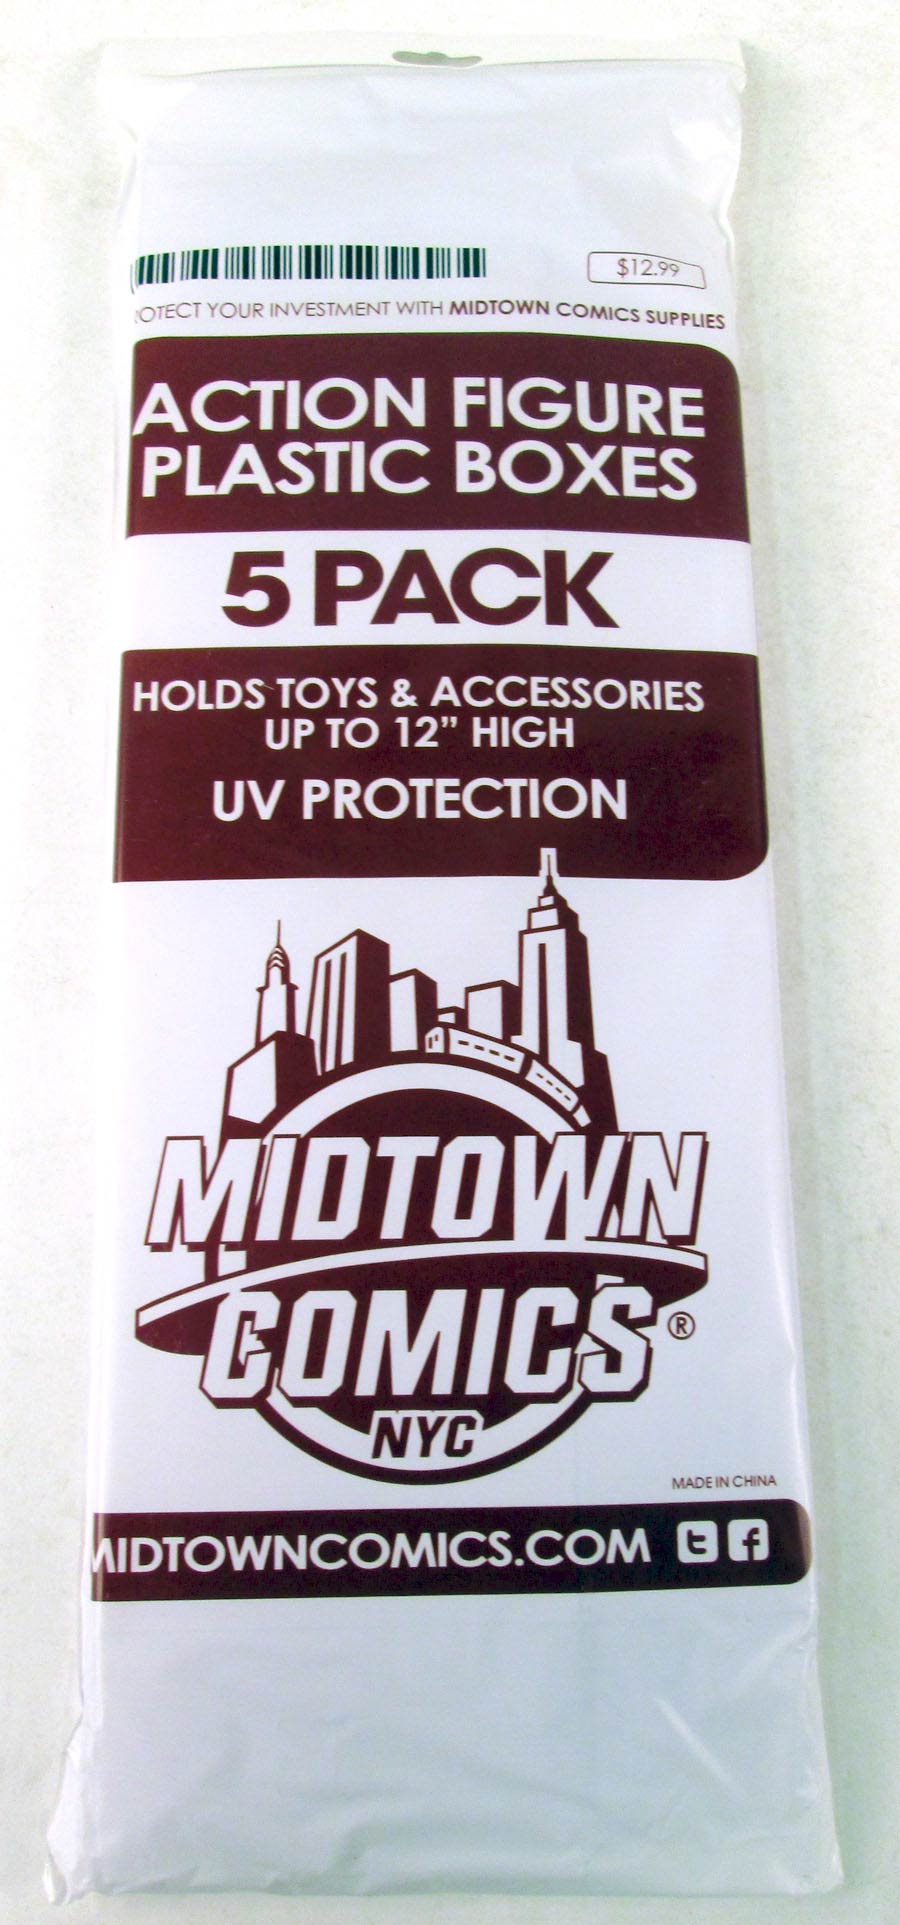 $12.99
OTECT YOUR INVESTMENT WITH MIDTOWN COMICS SUPPLIES
ACTION FIGURE
PLASTIC BOXES
5 PACK
HOLDS TOYS & ACCESSORIES
UP TO 12” HIGH
UV PROTECTION
MIDTOWN
COMICS®
NYC
MADE IN CHINA
MIDTOWNCOMICS.COM t f